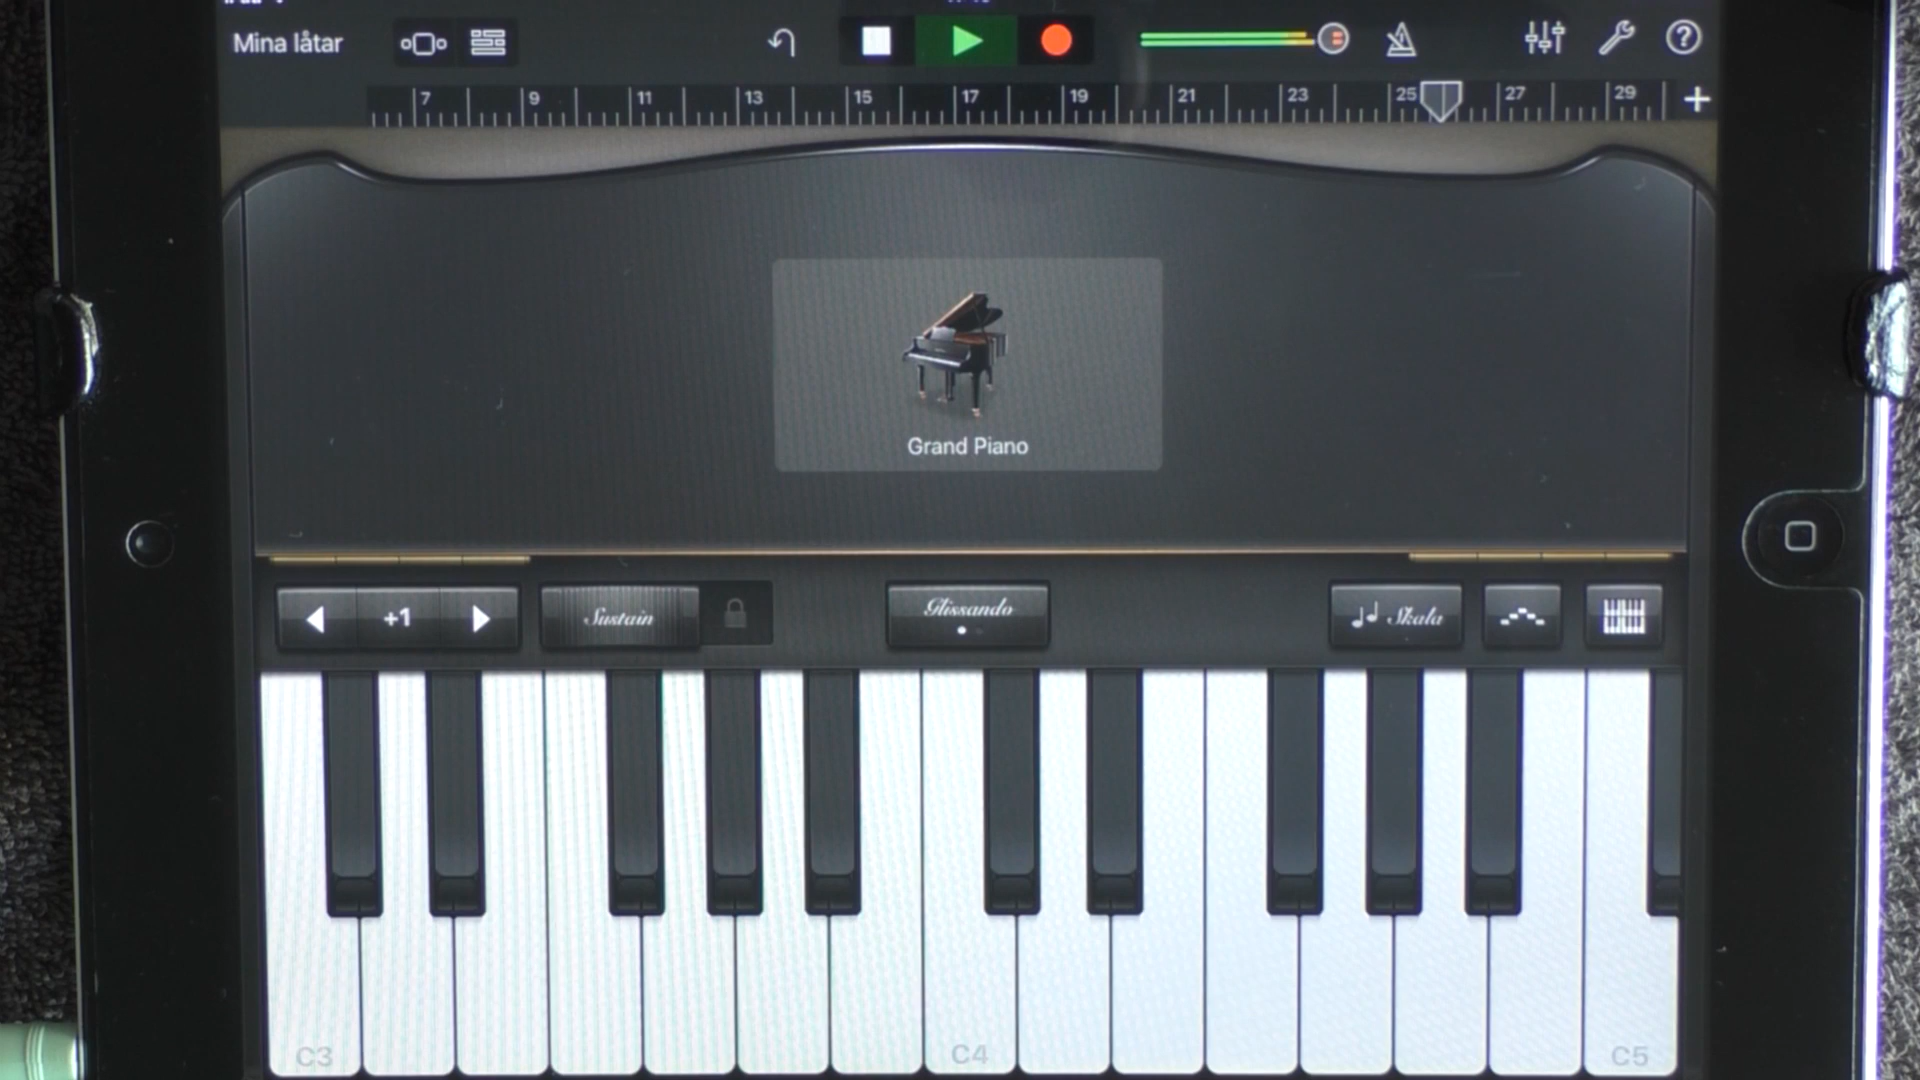 Mina låtar
7 9 11 13 15 17 19 21 23 25 27 29
Grand Piano
+1 Sustain Glissando Skala
C3 C4 C5